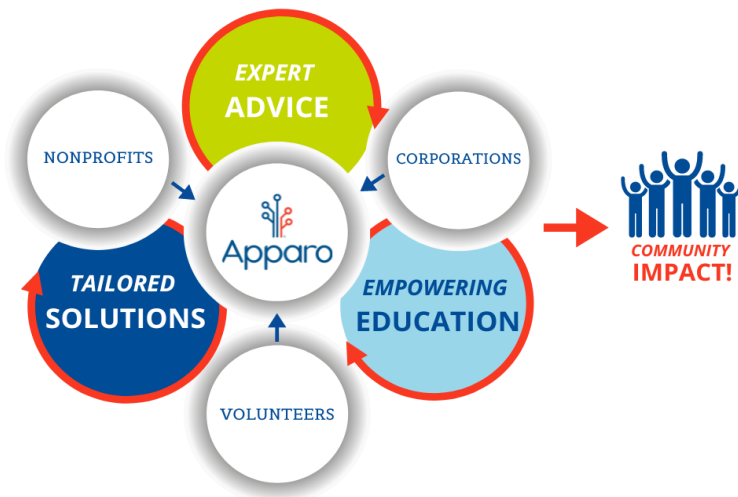 EXPERT
ADVICE
NONPROFITS
CORPORATIONS
Apparo
TAILORED
SOLUTIONS
EMPOWERING
EDUCATION
VOLUNTEERS
COMMUNITY
IMPACT!